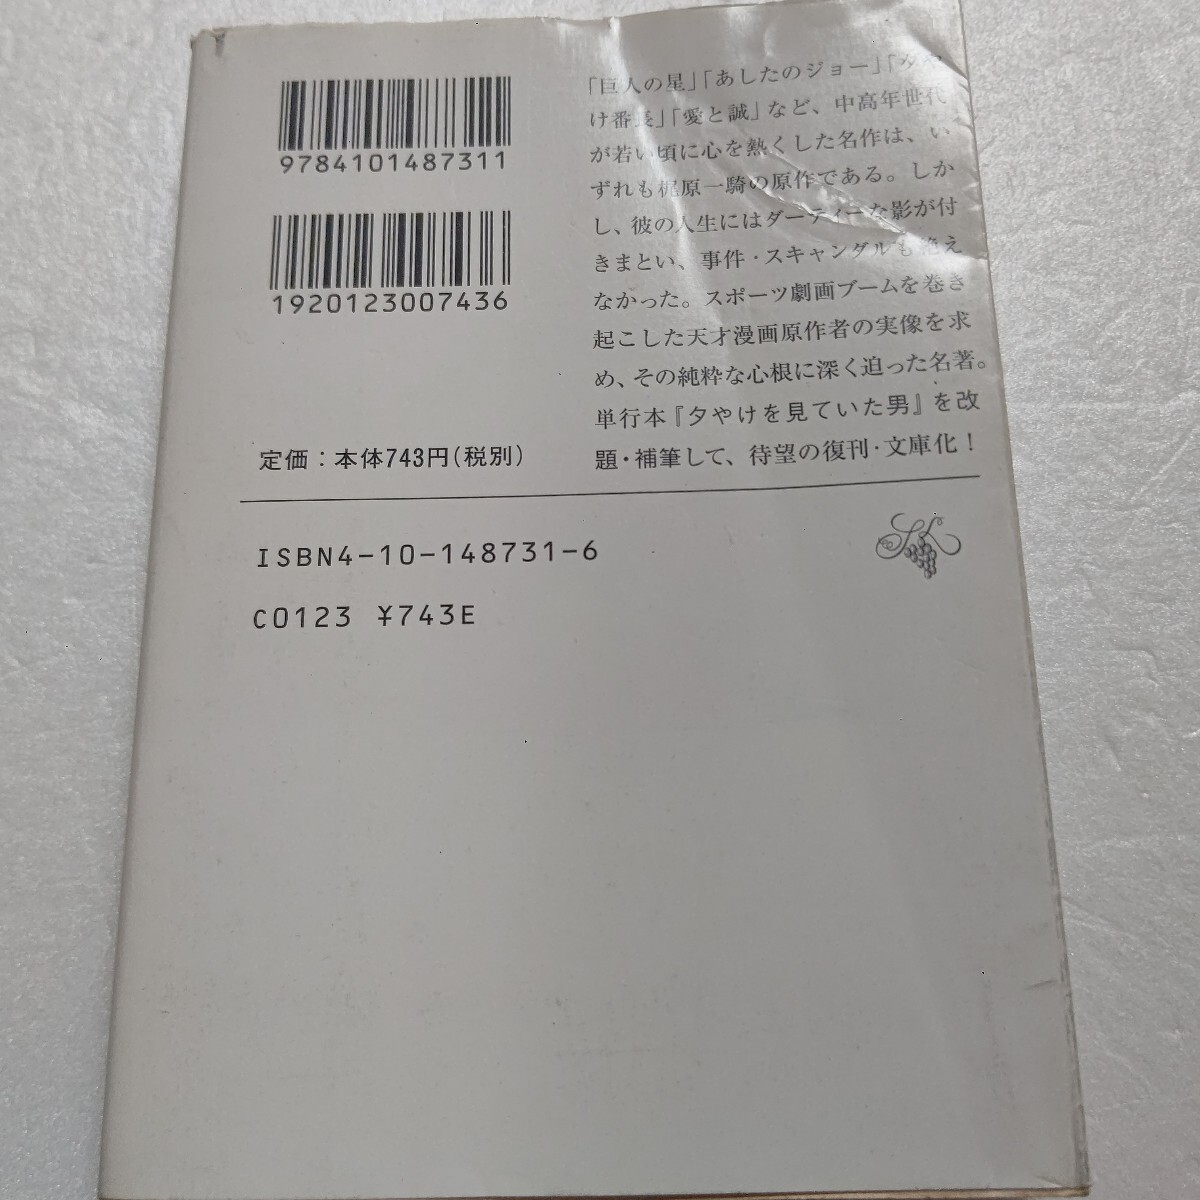 9784101487311
1920123007436
定価：本体743円（税別）
「巨人の星」「あしたのジョー」「
け番長」「愛と誠」など、中高年世代
が若い頃に心を熱くした名作は、い
ずれも梶原一騎の原作である。しか
し、彼の人生にはダーティーな影が付
きまとい、事件・スキャンダルも絶え
なかった。スポーツ劇画ブームを巻き
起こした天才漫画原作者の実像を求
め、その純粋な心根に深く迫った名著。
単行本『夕やけを見ていた男』を改
題・補筆して、待望の復刊・文庫化！
ISBN4-10-148731-6
C0123 ¥743E